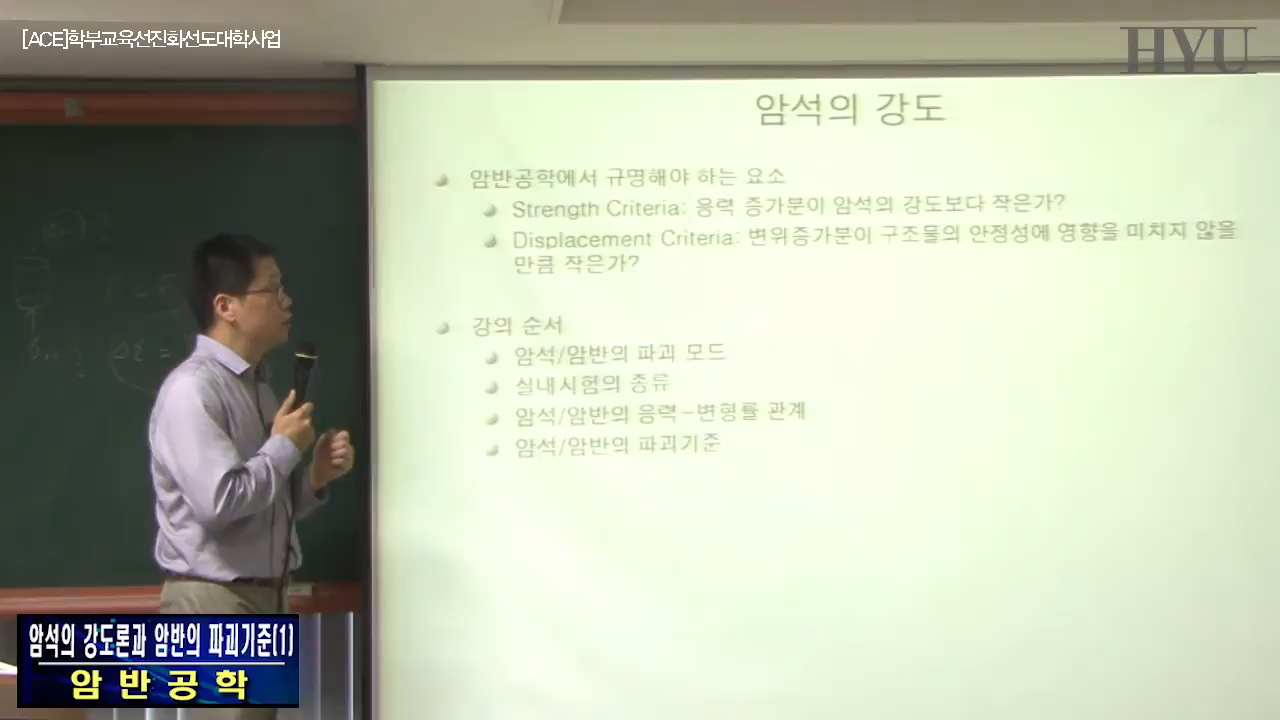 [ACE]학부교육선진화선도대학사업
HYU
암석의 강도
암반공학에서 규명해야 하는 요소
Strength Criteria: 응력 증가분이 암석의 강도보다 작은가?
Displacement Criteria: 변위증가분이 구조물의 안정성에 영향을 미치지 않을
만큼 작은가?
강의 순서
암석/암반의 파괴 모드
실내시험의 종류
암석/암반의 응력-변형률 관계
암석/암반의 파괴기준
암석의 강도론과 암반의 파괴기준(1)
암반공학